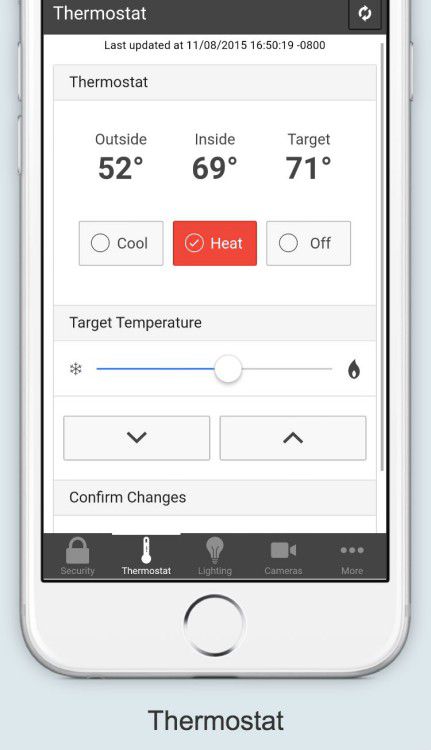 Thermostat
Last updated at 11/08/2015 16:50:19 -0800
Thermostat
Outside Inside Target
52° 69° 71°
Cool Heat Off
Target Temperature
Confirm Changes
Security Thermostat Lighting Cameras More
Thermostat